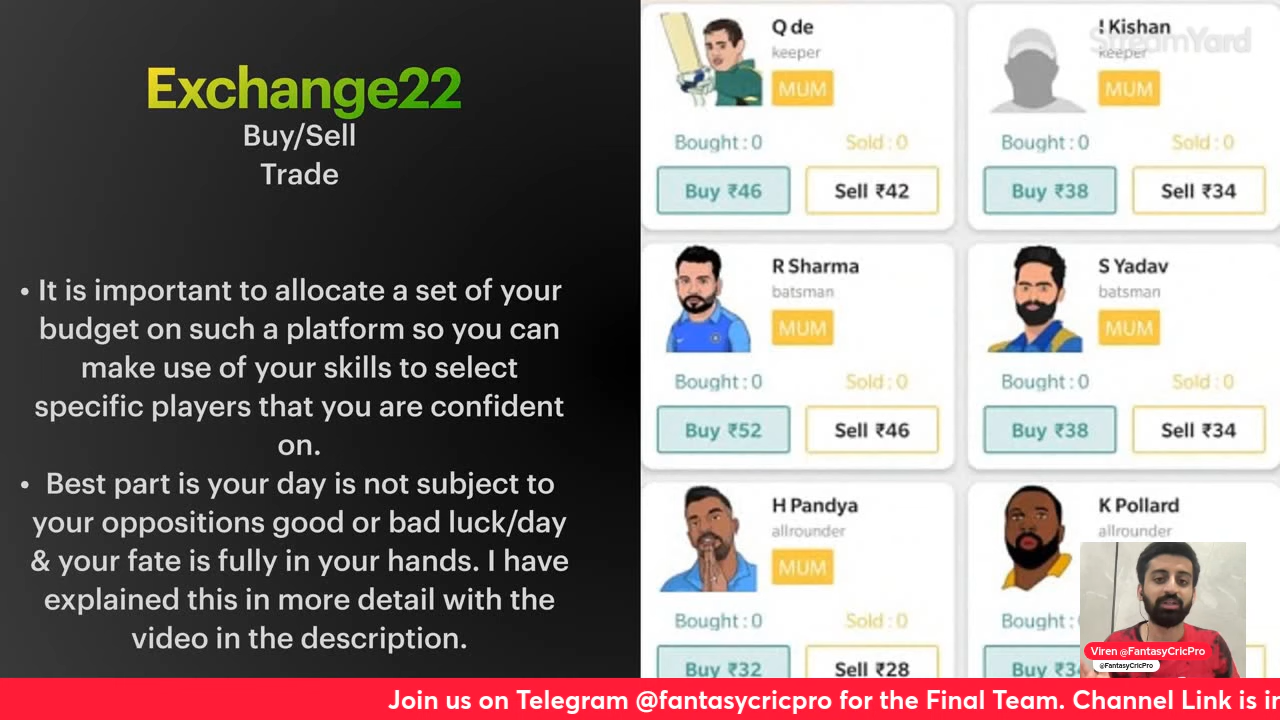 Exchange22
Buy/Sell
Trade
• It is important to allocate a set of your
budget on such a platform so you can
make use of your skills to select
specific players that you are confident
on.
• Best part is your day is not subject to
your oppositions good or bad luck/day
& your fate is fully in your hands. I have
explained this in more detail with the
video in the description.
StreamYard
Q de
keeper
MUM
Bought : 0 Sold : 0
Buy ₹46 Sell ₹42
I Kishan
keeper
MUM
Bought : 0 Sold : 0
Buy ₹38 Sell ₹34
R Sharma
batsman
MUM
Bought : 0 Sold : 0
Buy ₹52 Sell ₹46
S Yadav
batsman
MUM
Bought : 0 Sold : 0
Buy ₹38 Sell ₹34
H Pandya
allrounder
MUM
Bought : 0 Sold : 0
Buy ₹32 Sell ₹28
K Pollard
allrounder
Bought : 0
Viren @FantasyCricPro
@FantasyCricPro
Join us on Telegram @fantasycricpro for the Final Team. Channel Link is in